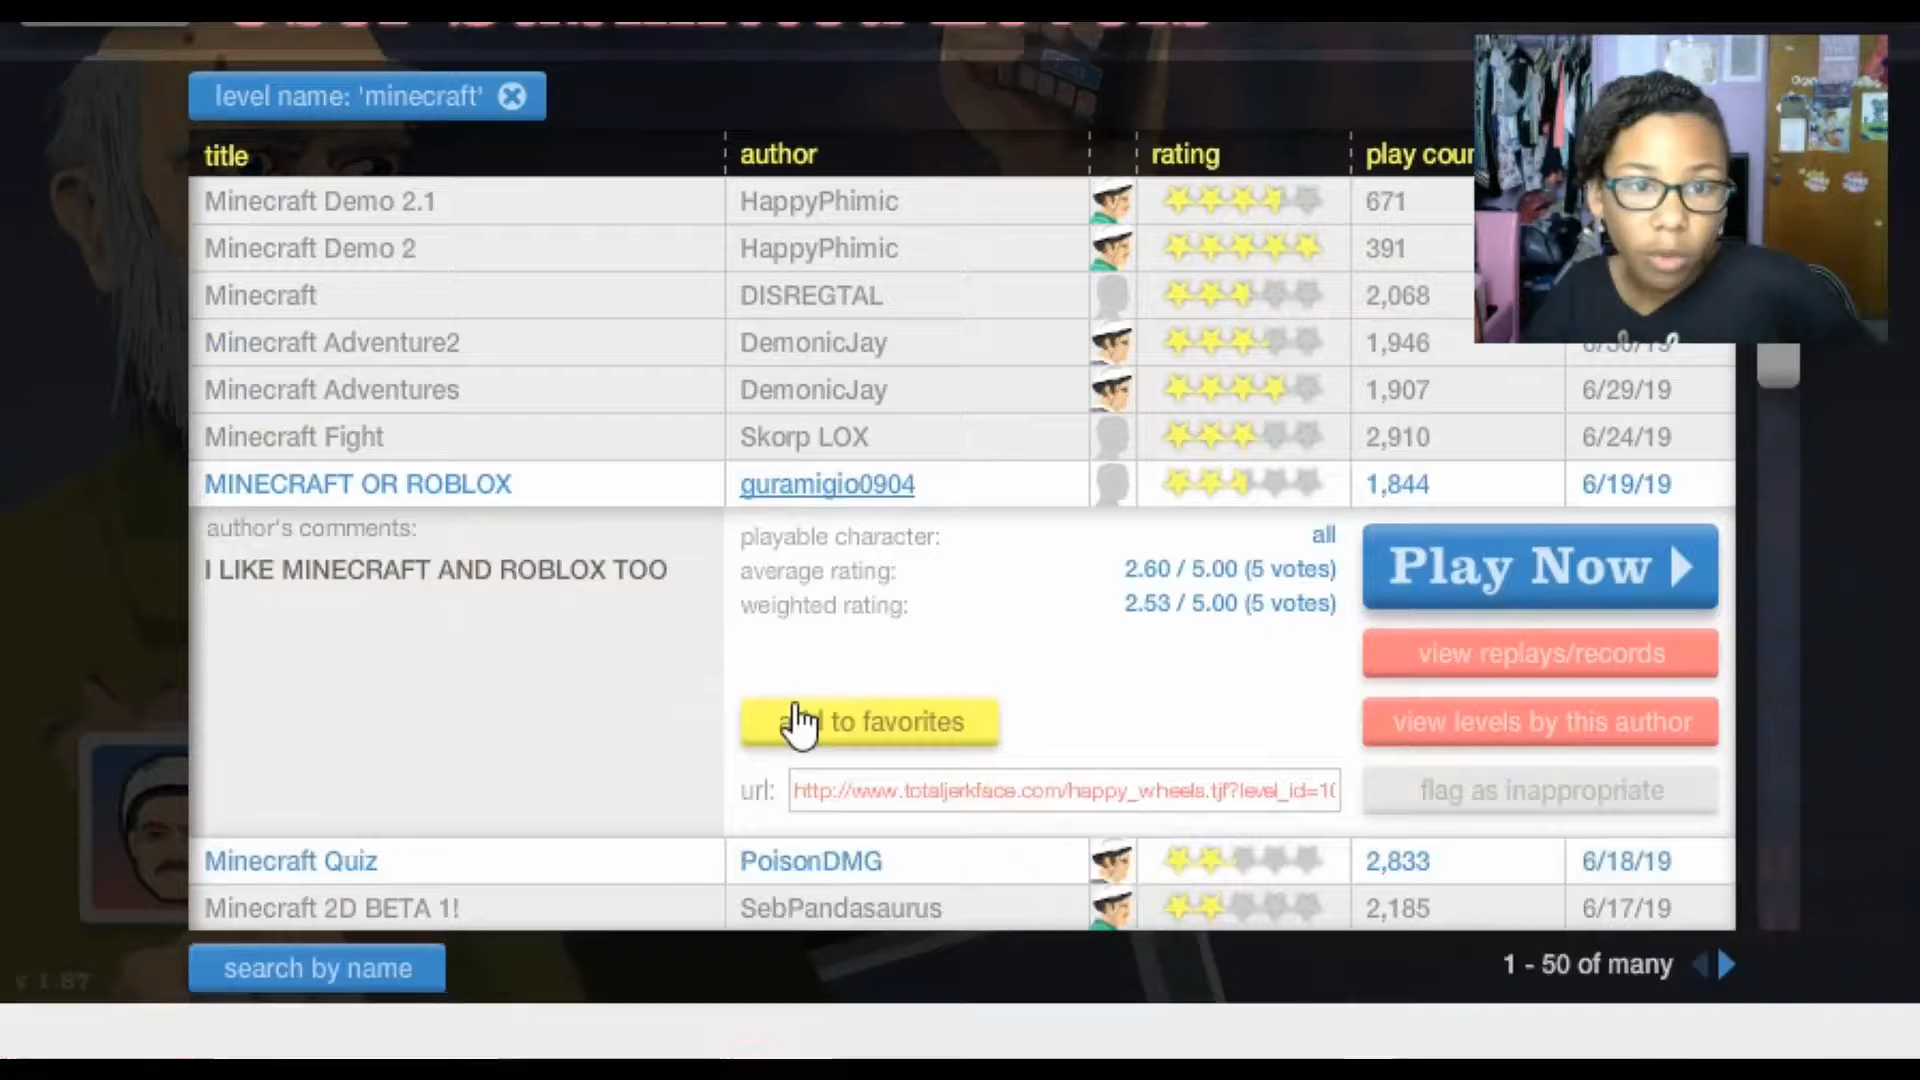 level name: 'minecraft'
title author rating play cour
Minecraft Demo 2.1 HappyPhimic 671
Minecraft Demo 2 HappyPhimic 391
Minecraft DISREGTAL 2,068
Minecraft Adventure2 DemonicJay 1,946 6/30/19
Minecraft Adventures DemonicJay 1,907 6/29/19
Minecraft Fight Skorp LOX 2,910 6/24/19
MINECRAFT OR ROBLOX guramigio0904 1,844 6/19/19
author's comments:
I LIKE MINECRAFT AND ROBLOX TOO
playable character: all
average rating: 2.60 / 5.00 (5 votes)
weighted rating: 2.53 / 5.00 (5 votes)
Play Now
view replays/records
add to favorites
view levels by this author
url: http://www.totaljerkface.com/happy_wheels.tjf?level_id=1(
flag as inappropriate
Minecraft Quiz PoisonDMG 2,833 6/18/19
Minecraft 2D BETA 1! SebPandasaurus 2,185 6/17/19
search by name
1 - 50 of many
v 1.87